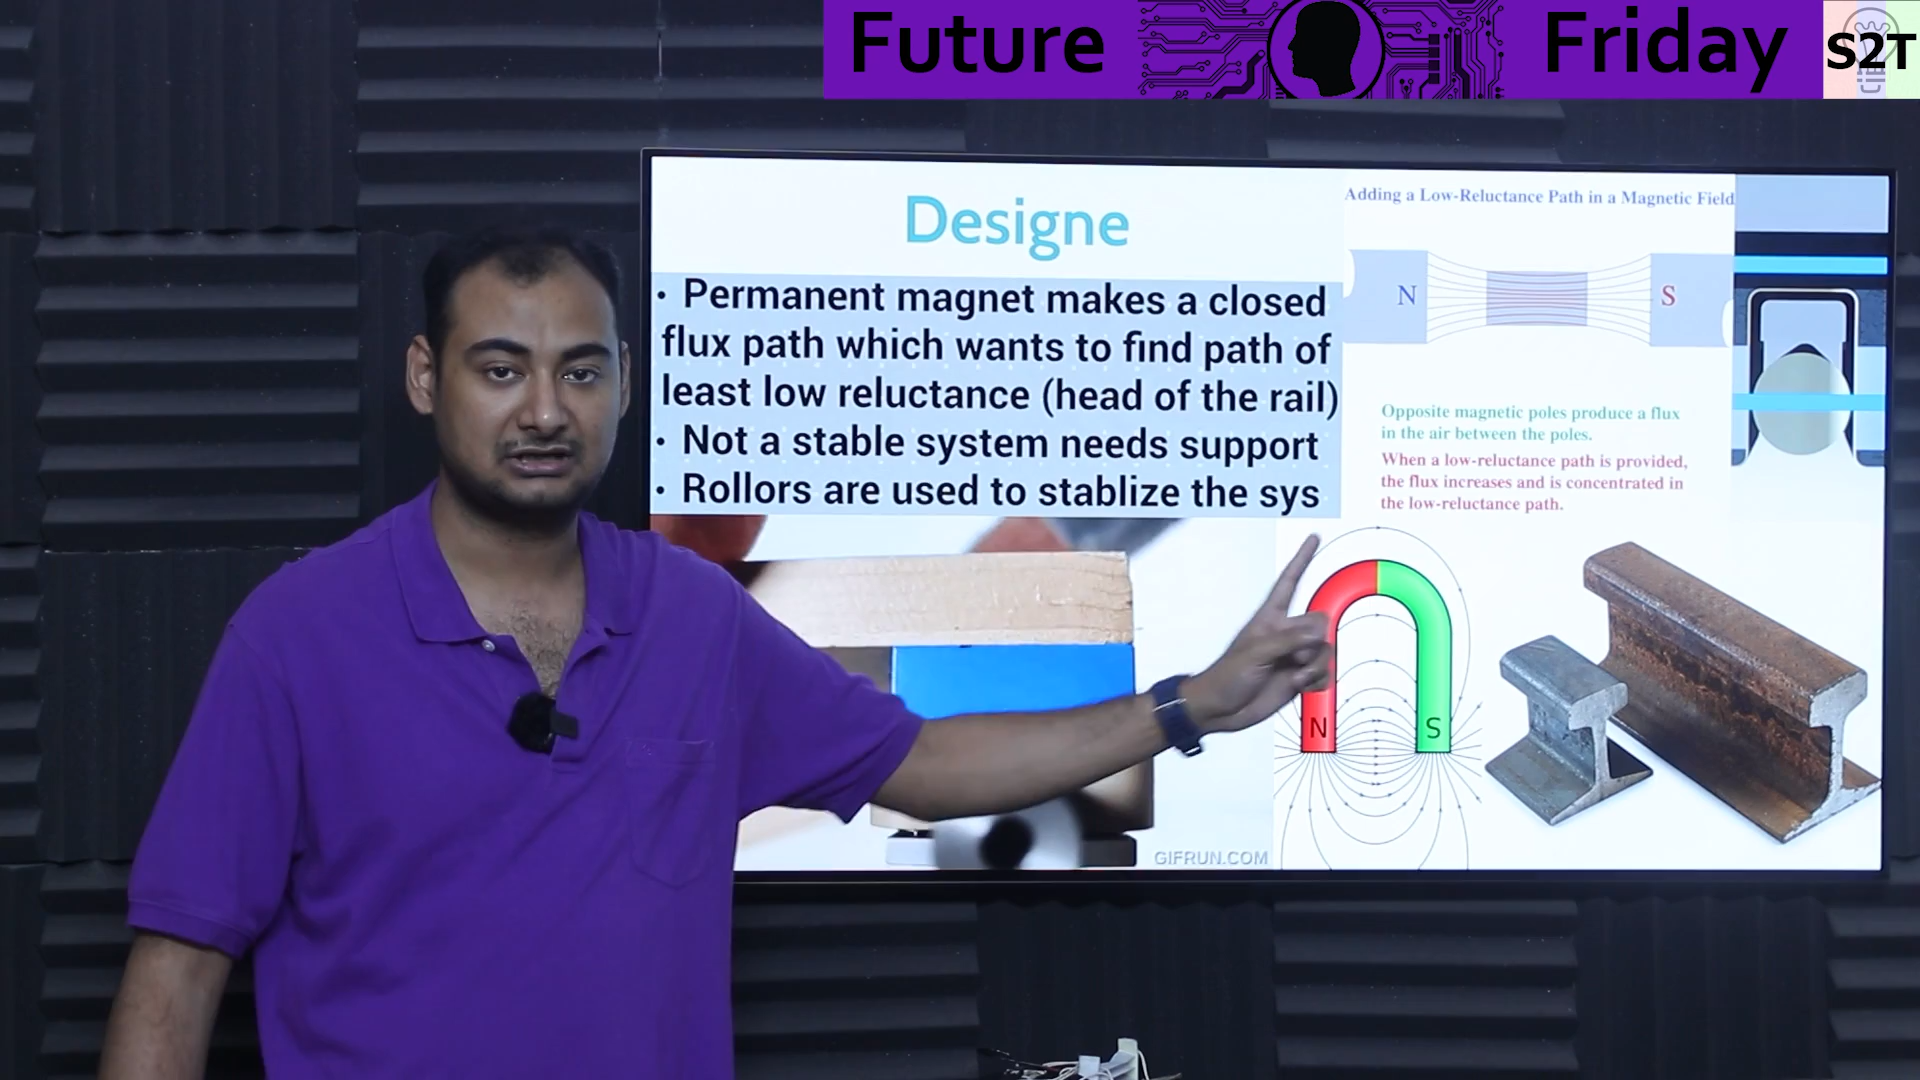 Future Friday
S2T
Designe
• Permanent magnet makes a closed
flux path which wants to find path of
least low reluctance (head of the rail)
• Not a stable system needs support
• Rollors are used to stablize the sys
Adding a Low-Reluctance Path in a Magnetic Field
N S
Opposite magnetic poles produce a flux
in the air between the poles.
When a low-reluctance path is provided,
the flux increases and is concentrated in
the low-reluctance path.
N S
GIFRUN.COM